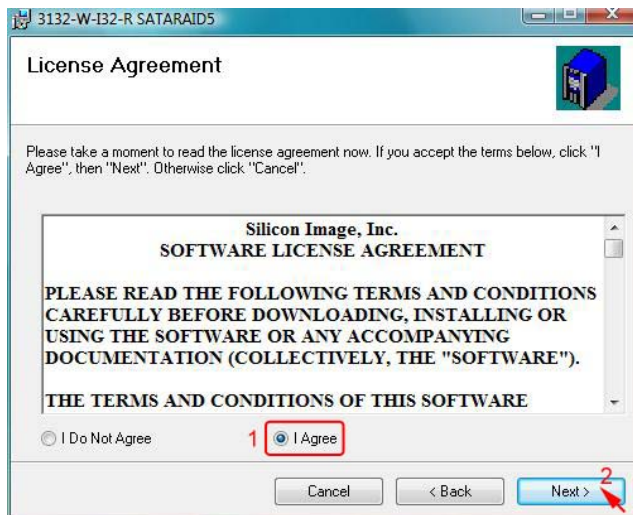 3132-W-I32-R SATARAID5
License Agreement
Please take a moment to read the license agreement now. If you accept the terms below, click "I
Agree", then "Next". Otherwise click "Cancel".
Silicon Image, Inc.
SOFTWARE LICENSE AGREEMENT
PLEASE READ THE FOLLOWING TERMS AND CONDITIONS
CAREFULLY BEFORE DOWNLOADING, INSTALLING OR
USING THE SOFTWARE OR ANY ACCOMPANYING
DOCUMENTATION (COLLECTIVELY, THE "SOFTWARE").
THE TERMS AND CONDITIONS OF THIS SOFTWARE
I Do Not Agree 1 I Agree
Cancel < Back Next > 2